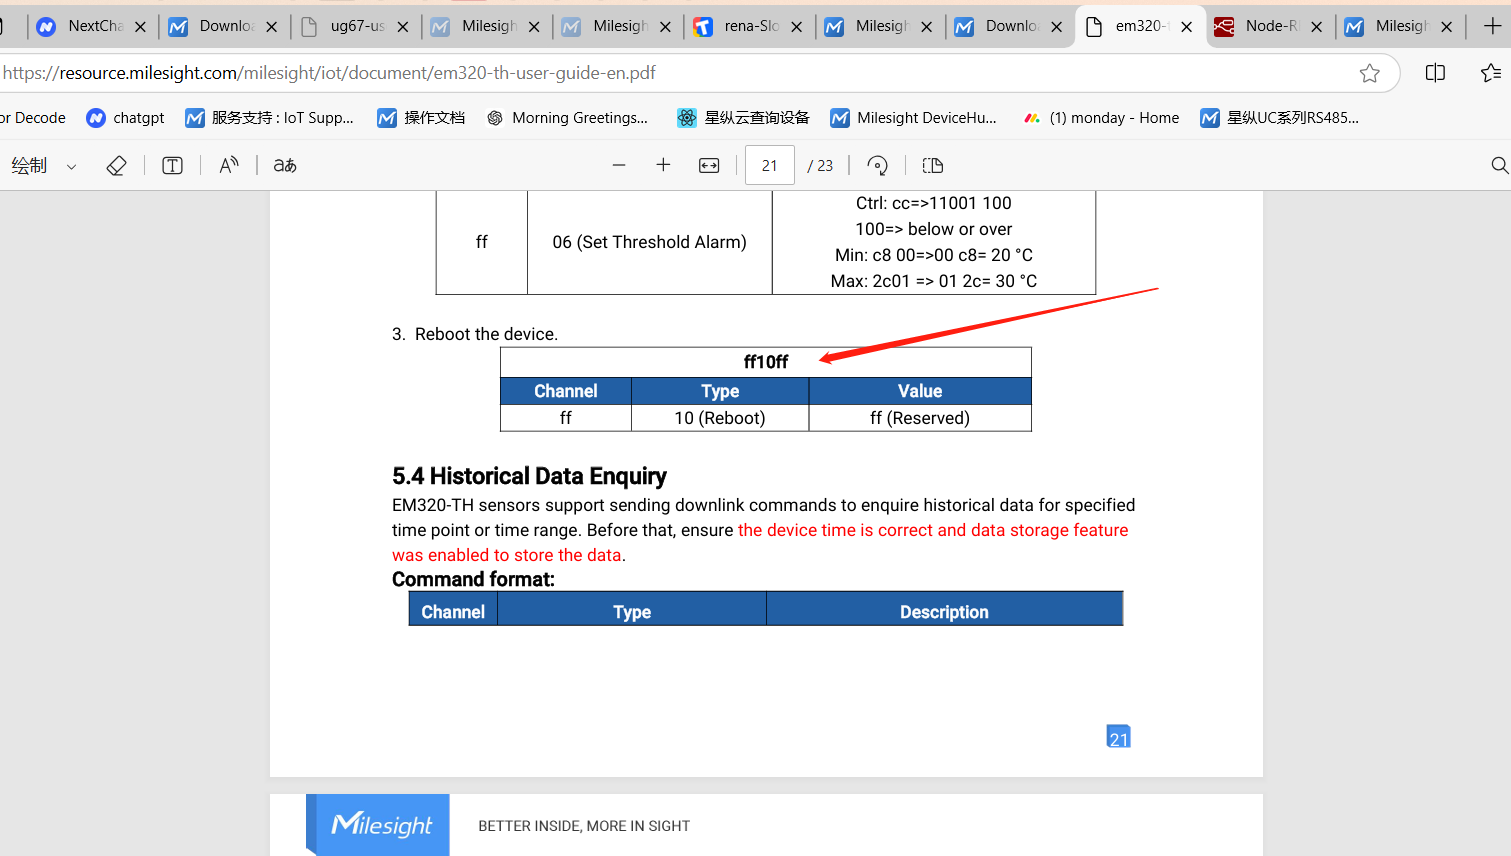 NextCha
Downloa
ug67-us
Milesigh
Milesigh
rena-Slo
Milesigh
Downloa
em320-t
Node-R
Milesigh
https://resource.milesight.com/milesight/iot/document/em320-th-user-guide-en.pdf
or Decode
chatgpt
服务支持 : IoT Supp...
操作文档
Morning Greetings...
星纵云查询设备
Milesight DeviceHu...
(1) monday - Home
星纵UC系列RS485...
绘制
21 / 23
Ctrl: cc=>11001 100
100=> below or over
ff 06 (Set Threshold Alarm)
Min: c8 00=>00 c8= 20 °C
Max: 2c01 => 01 2c= 30 °C
3. Reboot the device.
ff10ff
Channel Type Value
ff 10 (Reboot) ff (Reserved)
5.4 Historical Data Enquiry
EM320-TH sensors support sending downlink commands to enquire historical data for specified
time point or time range. Before that, ensure the device time is correct and data storage feature
was enabled to store the data.
Command format:
Channel Type Description
21
Milesight
BETTER INSIDE, MORE IN SIGHT